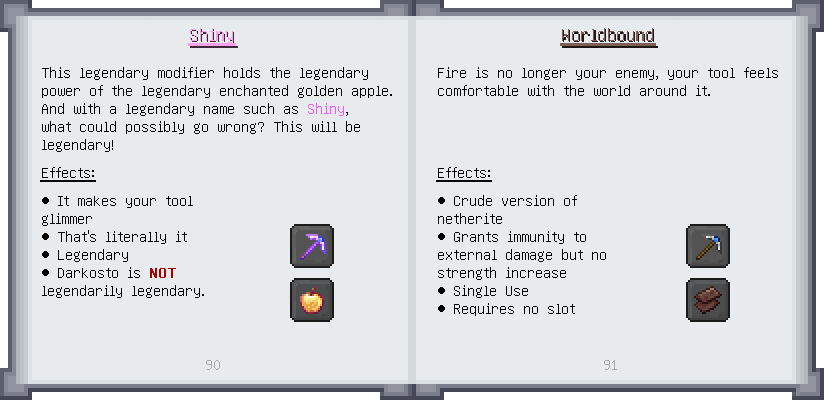 Shiny
This legendary modifier holds the legendary
power of the legendary enchanted golden apple.
And with a legendary name such as Shiny,
what could possibly go wrong? This will be
legendary!
Effects:
● It makes your tool
glimmer
● That's literally it
● Legendary
● Darkosto is NOT
legendarily legendary.
90
Worldbound
Fire is no longer your enemy, your tool feels
comfortable with the world around it.
Effects:
● Crude version of
netherite
● Grants immunity to
external damage but no
strength increase
● Single Use
● Requires no slot
91